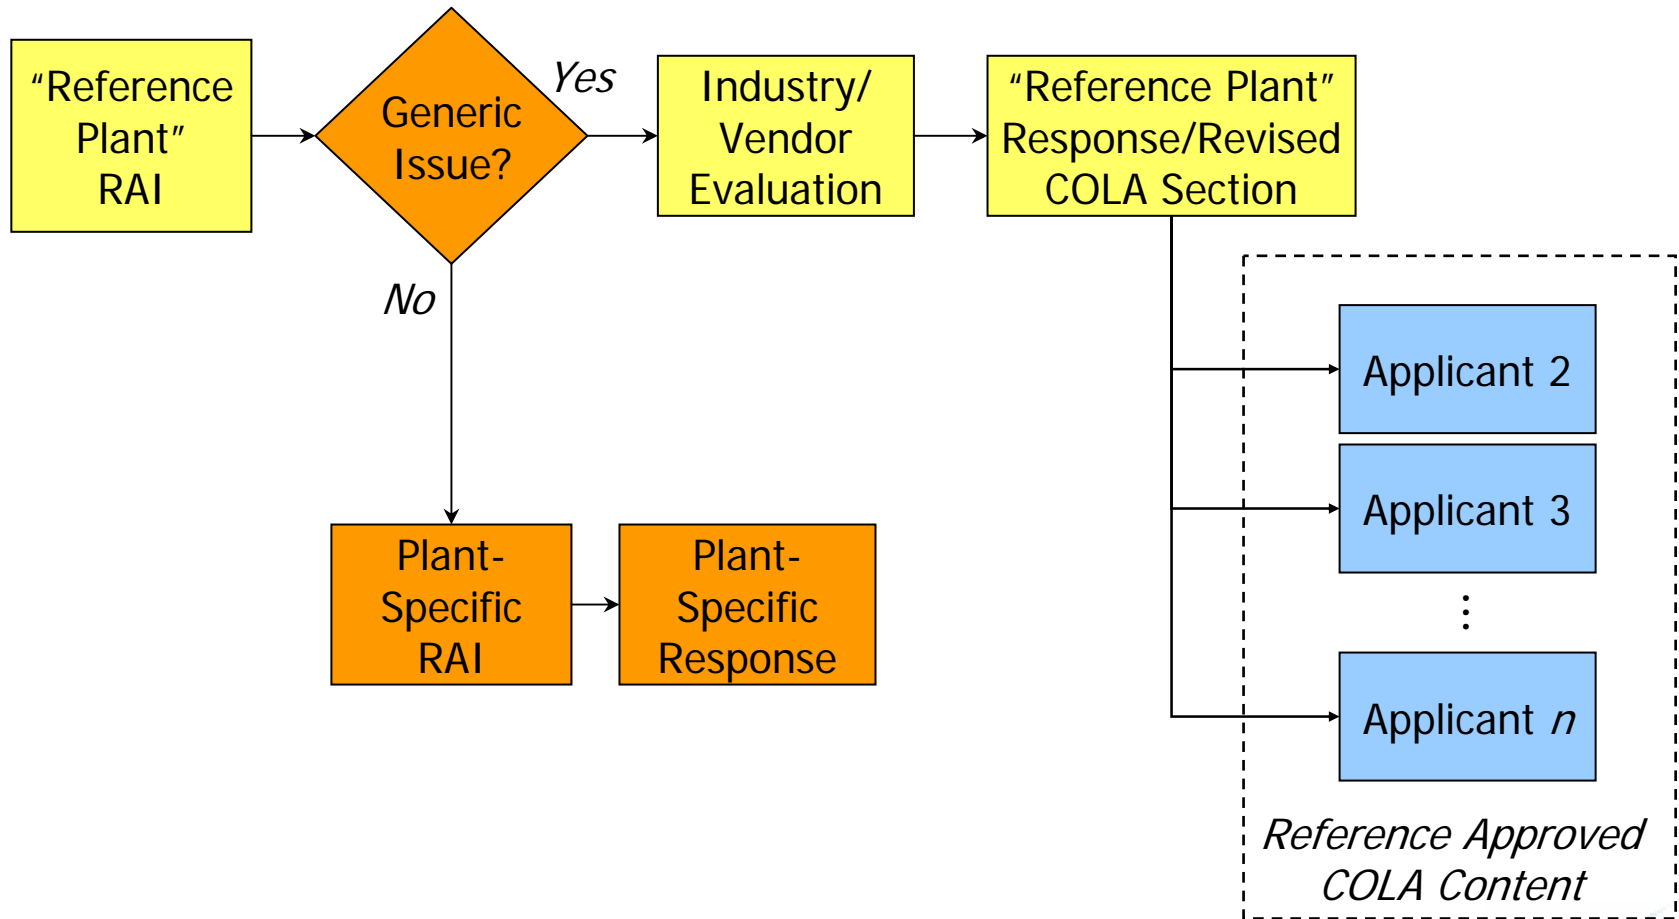 “Reference
Plant”
RAI
Generic
Issue?
Yes
Industry/
Vendor
Evaluation
“Reference Plant”
Response/Revised
COLA Section
No
Plant-
Specific
RAI
Plant-
Specific
Response
Applicant 2
Applicant 3
⋮
Applicant n
Reference Approved
COLA Content